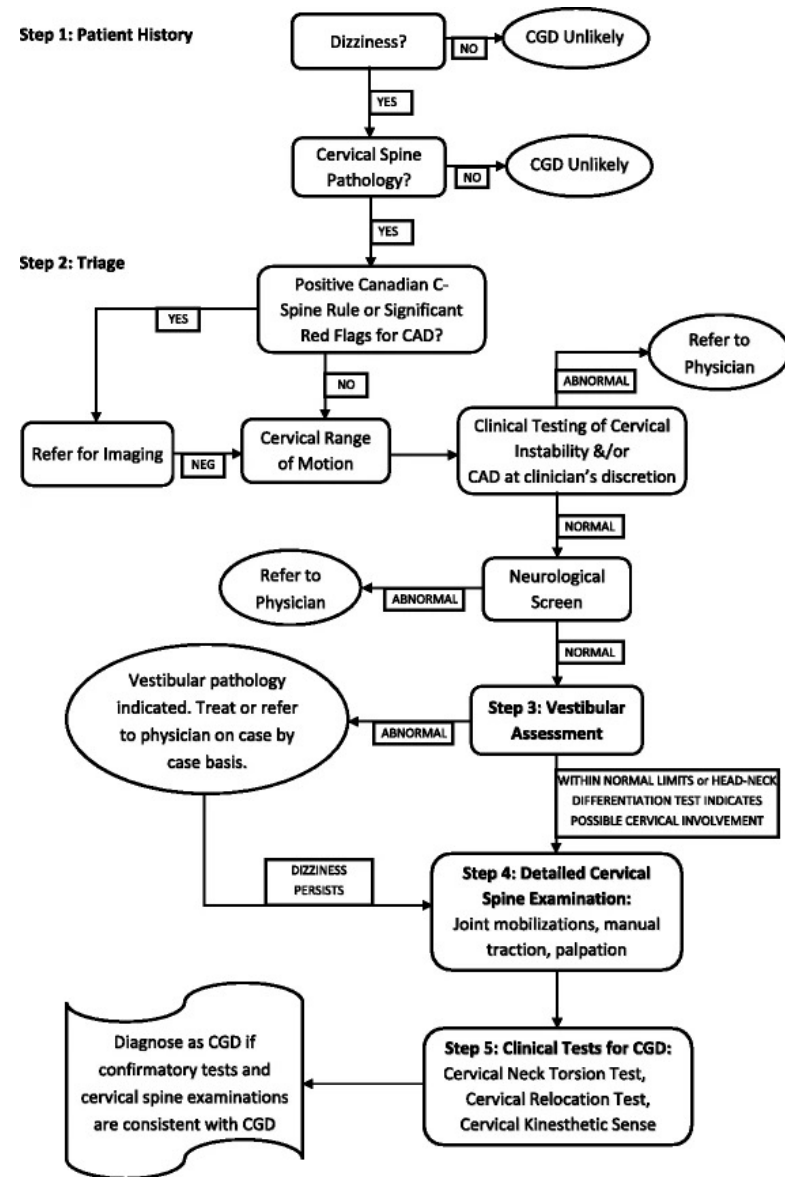 Step 1: Patient History
Dizziness?
NO
CGD Unlikely
YES
Cervical Spine
Pathology?
NO
CGD Unlikely
YES
Step 2: Triage
Positive Canadian C-
Spine Rule or Significant
Red Flags for CAD?
YES
NO
Refer to
Physician
ABNORMAL
Refer for Imaging
NEG
Cervical Range
of Motion
Clinical Testing of Cervical
Instability &/or
CAD at clinician's discretion
NORMAL
Refer to
Physician
ABNORMAL
Neurological
Screen
NORMAL
Vestibular pathology
indicated. Treat or refer
to physician on case by
case basis.
ABNORMAL
Step 3: Vestibular
Assessment
WITHIN NORMAL LIMITS or HEAD-NECK
DIFFERENTIATION TEST INDICATES
POSSIBLE CERVICAL INVOLVEMENT
DIZZINESS
PERSISTS
Step 4: Detailed Cervical
Spine Examination:
Joint mobilizations, manual
traction, palpation
Diagnose as CGD if
confirmatory tests and
cervical spine examinations
are consistent with CGD
Step 5: Clinical Tests for CGD:
Cervical Neck Torsion Test,
Cervical Relocation Test,
Cervical Kinesthetic Sense